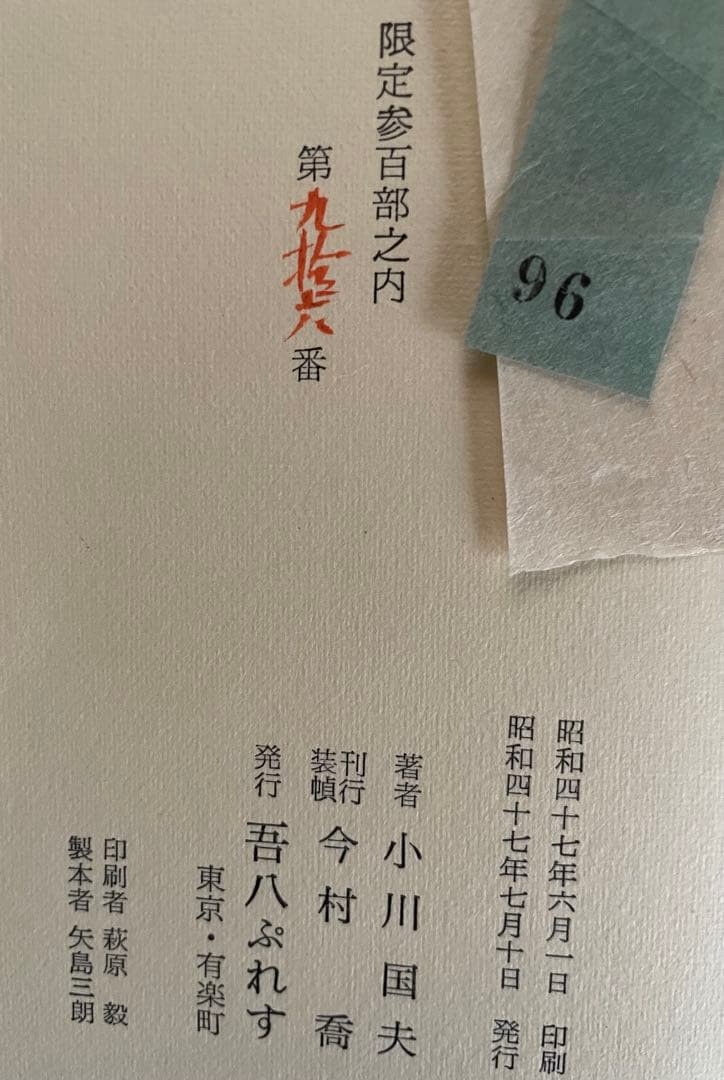 限定参百部之内
第九拾六番
96
昭和四十七年六月一日 印刷
昭和四十七年七月十日 発行
著者 小川国夫
刊行
装幀 今村喬
発行 吾八ぷれす
東京・有楽町
印刷者 萩原毅
製本者 矢島三朗